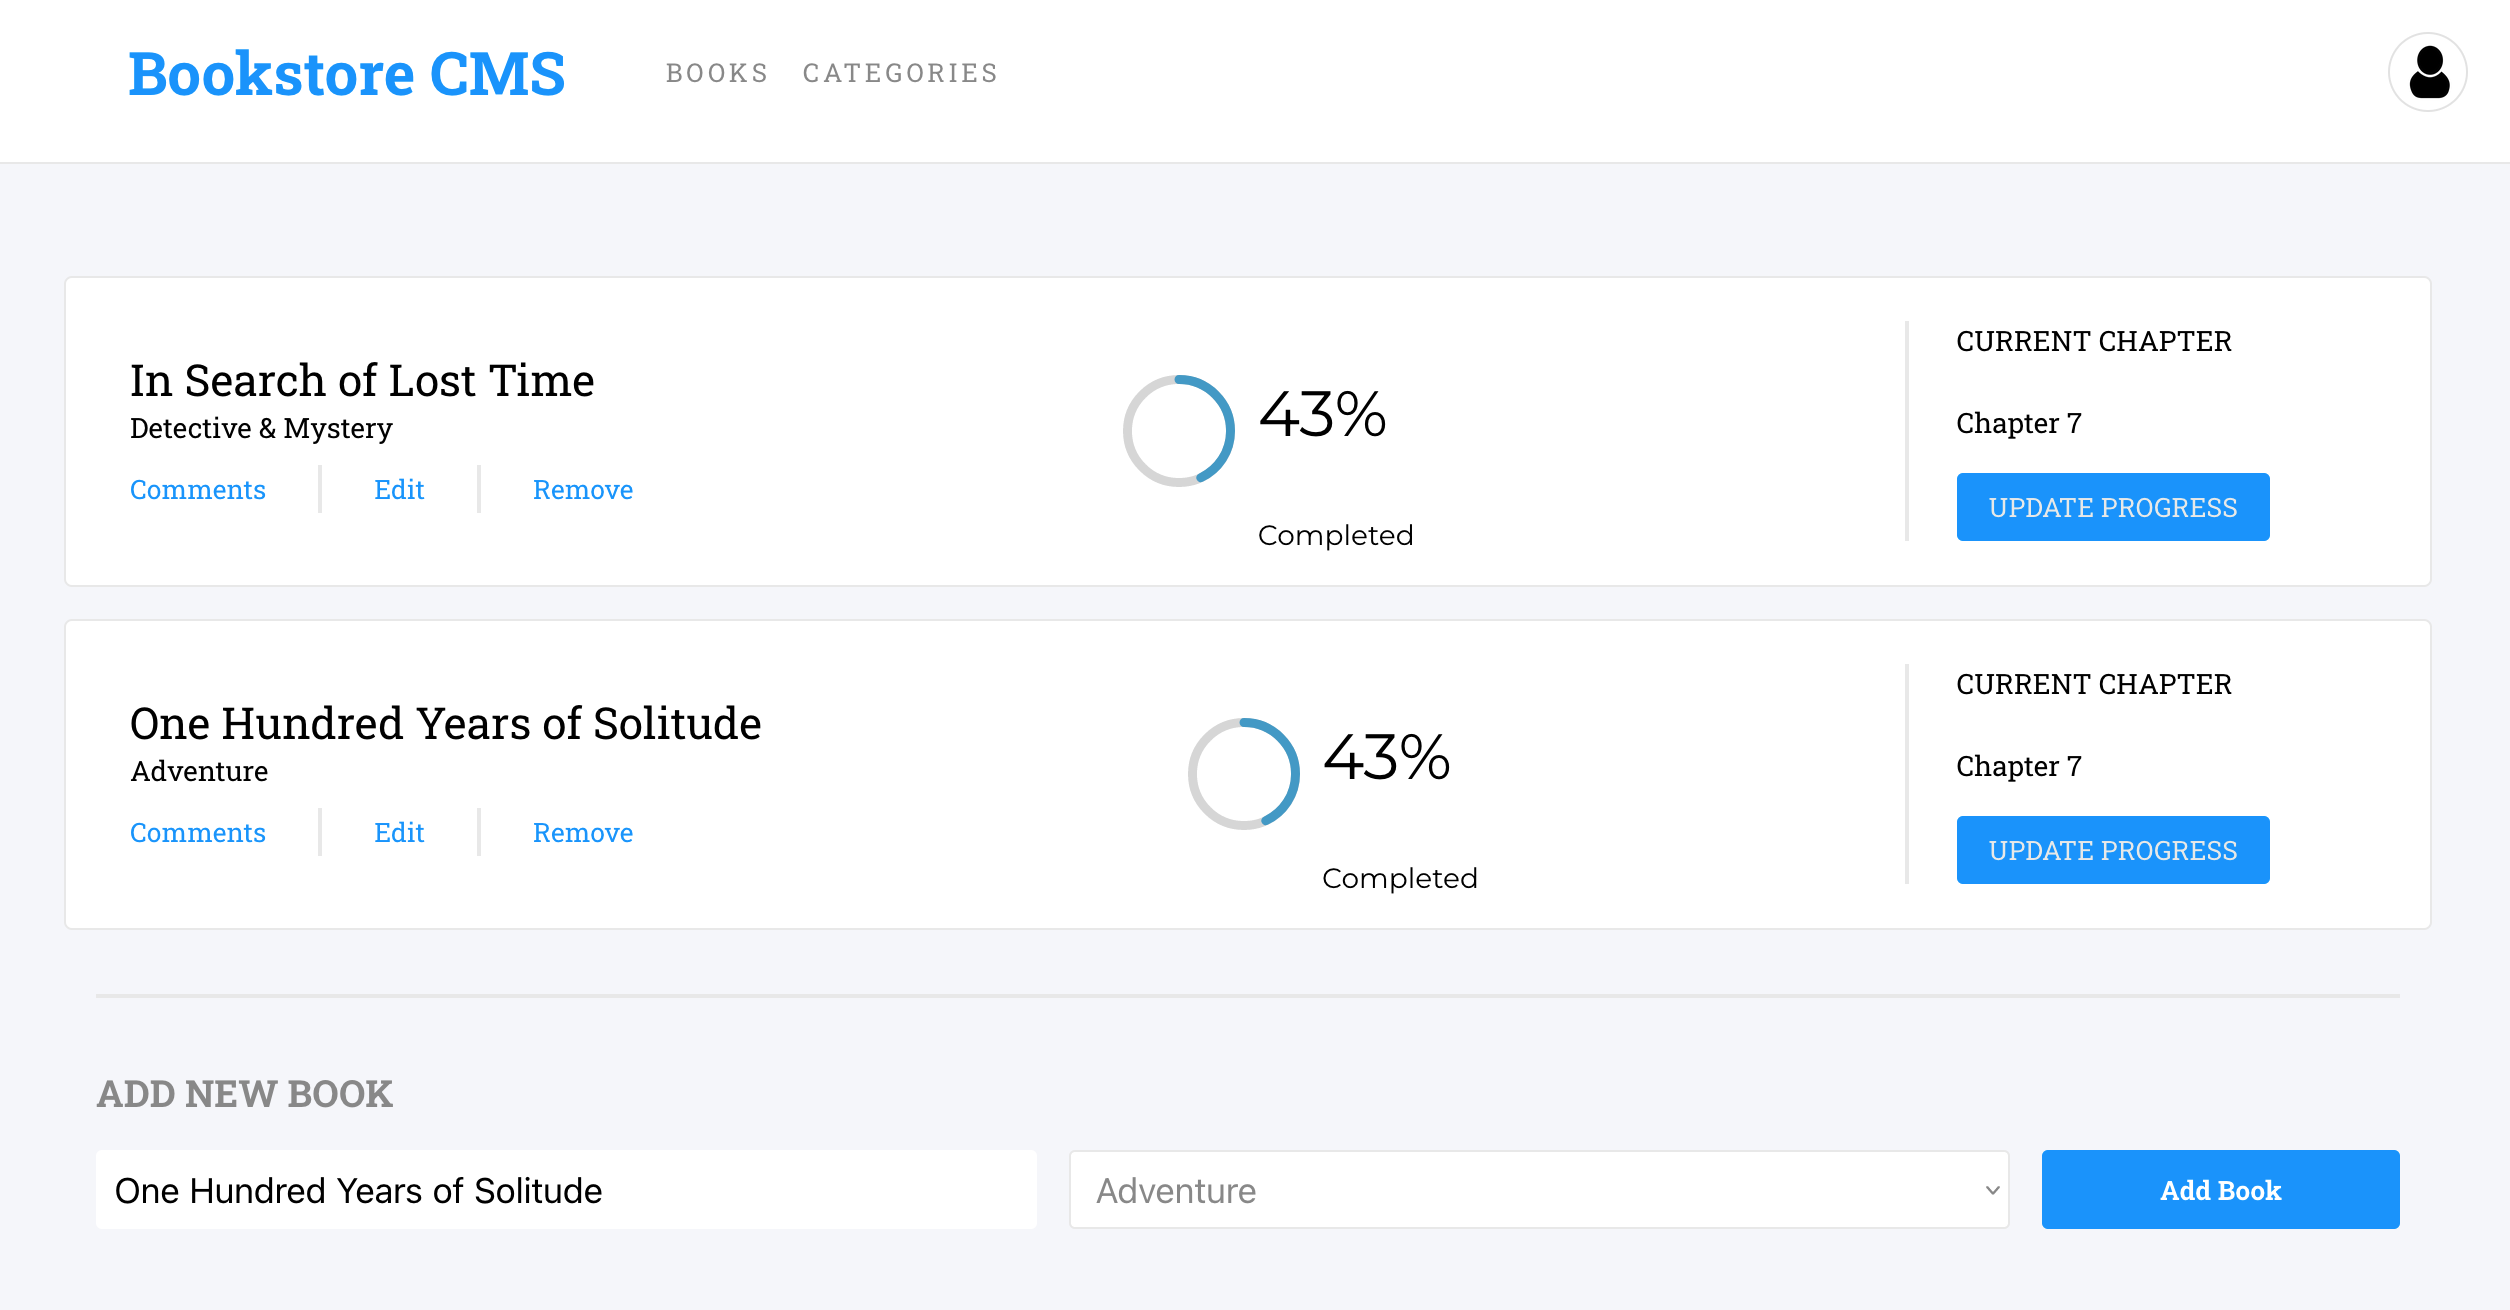 Bookstore CMS
BOOKS
CATEGORIES
In Search of Lost Time
Detective & Mystery
Comments
Edit
Remove
43%
Completed
CURRENT CHAPTER
Chapter 7
UPDATE PROGRESS
One Hundred Years of Solitude
Adventure
Comments
Edit
Remove
43%
Completed
CURRENT CHAPTER
Chapter 7
UPDATE PROGRESS
ADD NEW BOOK
One Hundred Years of Solitude
Adventure
Add Book